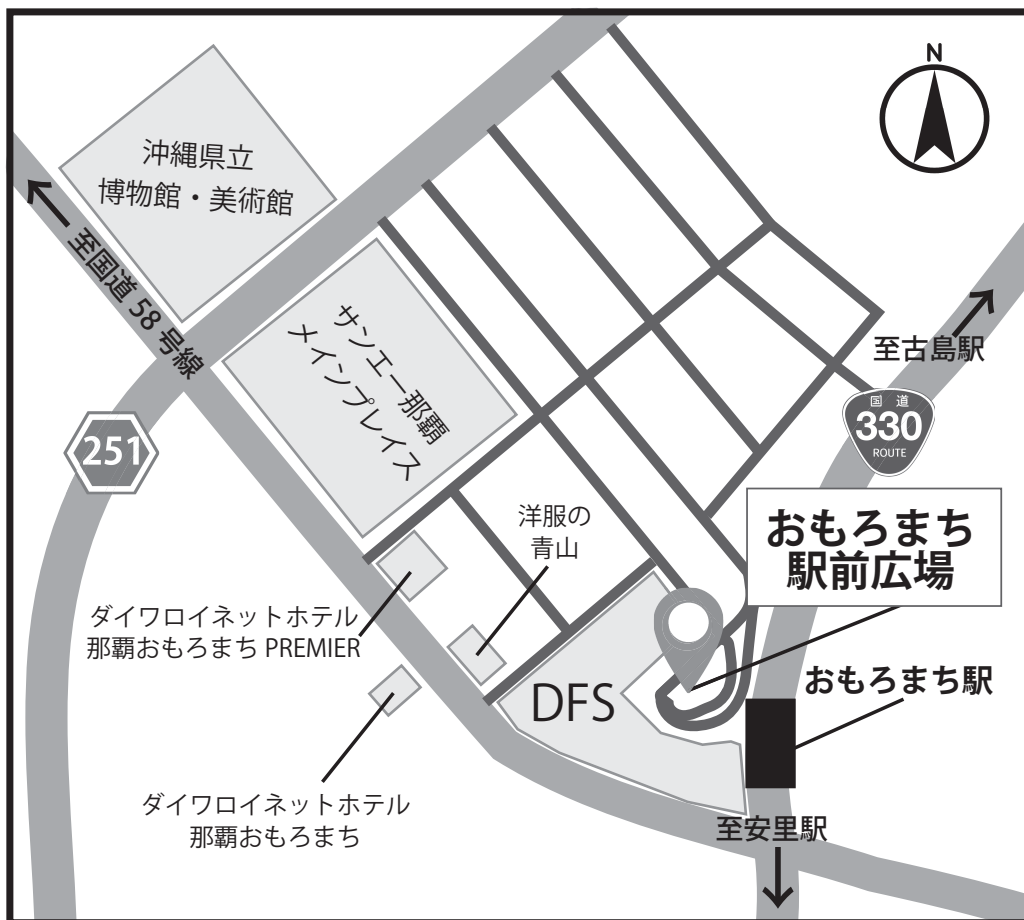 N
沖縄県立
博物館・美術館
至国道 58 号線
サンエー那覇
メインプレイス
至古島駅
国道
330
ROUTE
251
洋服の
青山
おもろまち
駅前広場
ダイワロイネットホテル
那覇おもろまち PREMIER
おもろまち駅
DFS
ダイワロイネットホテル
那覇おもろまち
至安里駅